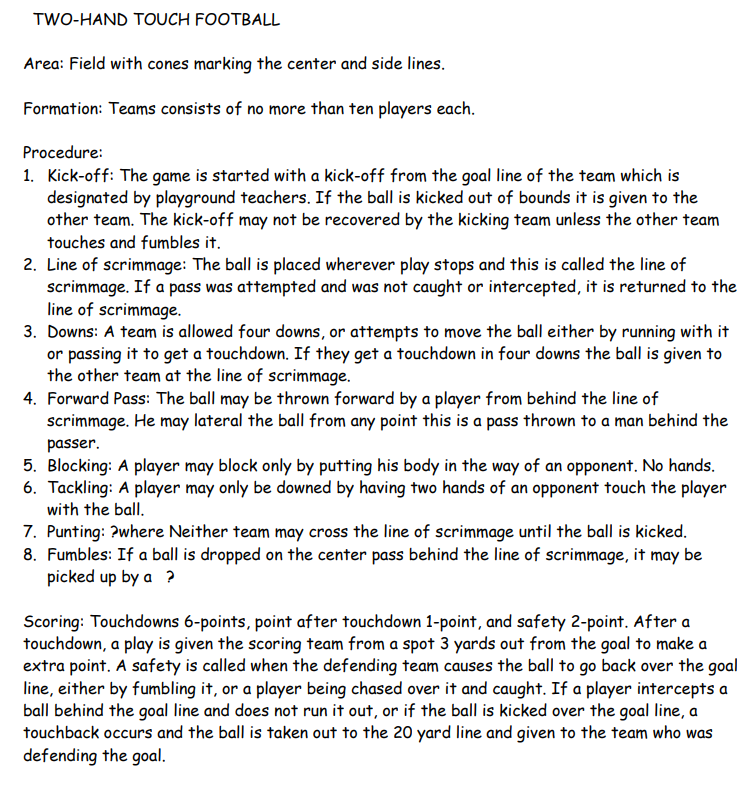 TWO-HAND TOUCH FOOTBALL
Area: Field with cones marking the center and side lines.
Formation: Teams consists of no more than ten players each.
Procedure:
1. Kick-off: The game is started with a kick-off from the goal line of the team which is
designated by playground teachers. If the ball is kicked out of bounds it is given to the
other team. The kick-off may not be recovered by the kicking team unless the other team
touches and fumbles it.
2. Line of scrimmage: The ball is placed wherever play stops and this is called the line of
scrimmage. If a pass was attempted and was not caught or intercepted, it is returned to the
line of scrimmage.
3. Downs: A team is allowed four downs, or attempts to move the ball either by running with it
or passing it to get a touchdown. If they get a touchdown in four downs the ball is given to
the other team at the line of scrimmage.
4. Forward Pass: The ball may be thrown forward by a player from behind the line of
scrimmage. He may lateral the ball from any point this is a pass thrown to a man behind the
passer.
5. Blocking: A player may block only by putting his body in the way of an opponent. No hands.
6. Tackling: A player may only be downed by having two hands of an opponent touch the player
with the ball.
7. Punting: ?where Neither team may cross the line of scrimmage until the ball is kicked.
8. Fumbles: If a ball is dropped on the center pass behind the line of scrimmage, it may be
picked up by a ?
Scoring: Touchdowns 6-points, point after touchdown 1-point, and safety 2-point. After a
touchdown, a play is given the scoring team from a spot 3 yards out from the goal to make a
extra point. A safety is called when the defending team causes the ball to go back over the goal
line, either by fumbling it, or a player being chased over it and caught. If a player intercepts a
ball behind the goal line and does not run it out, or if the ball is kicked over the goal line, a
touchback occurs and the ball is taken out to the 20 yard line and given to the team who was
defending the goal.